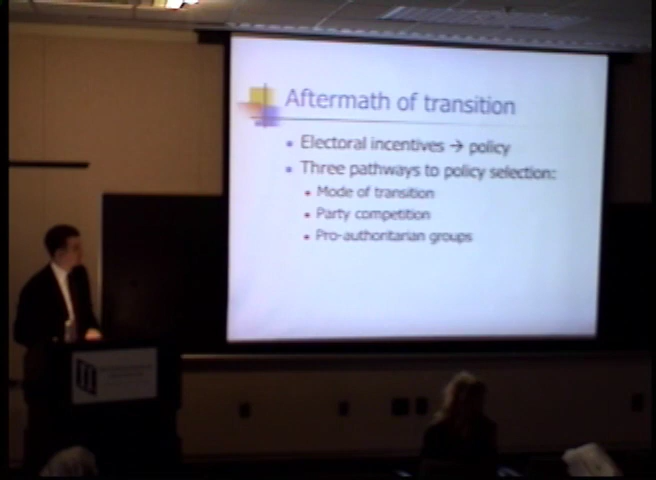 Aftermath of transition
Electoral incentives → policy
Three pathways to policy selection:
Mode of transition
Party competition
Pro-authoritarian groups